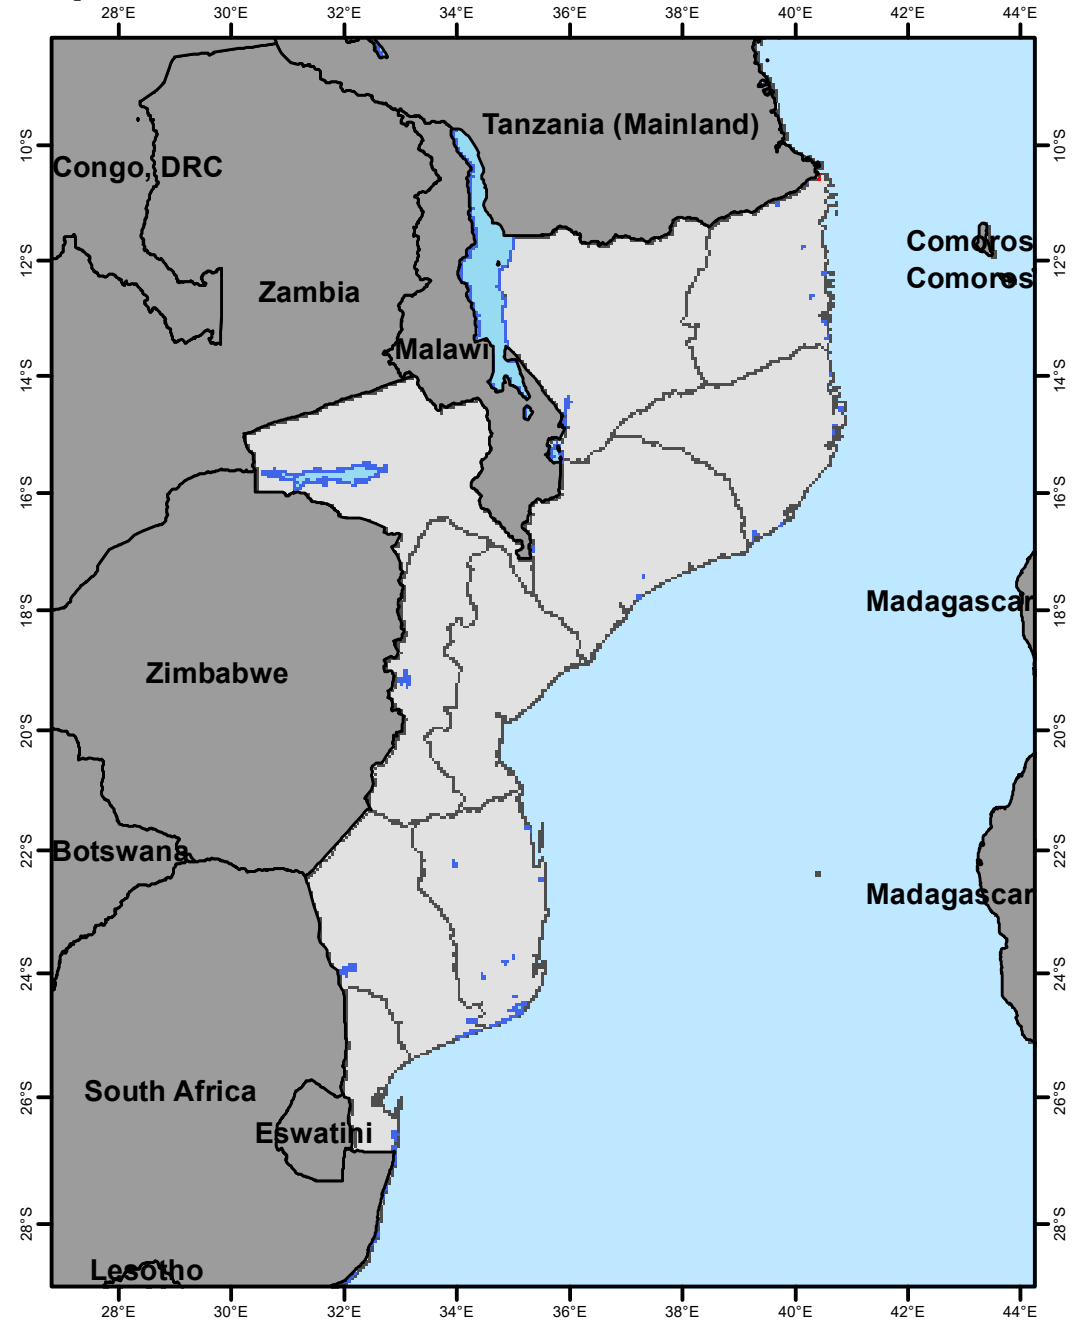 28°E 30°E 32°E 34°E 36°E 38°E 40°E 42°E 44°E
Tanzania (Mainland)
10°S 10°S
Congo, DRC
Comoros
12°S 12°S
Comoros
Zambia
Malawi
14°S 14°S
16°S 16°S
Madagascar
18°S 18°S
Zimbabwe
20°S 20°S
Botswana
22°S 22°S
Madagascar
24°S 24°S
South Africa
26°S 26°S
Eswatini
28°S 28°S
Lesotho
28°E 30°E 32°E 34°E 36°E 38°E 40°E 42°E 44°E